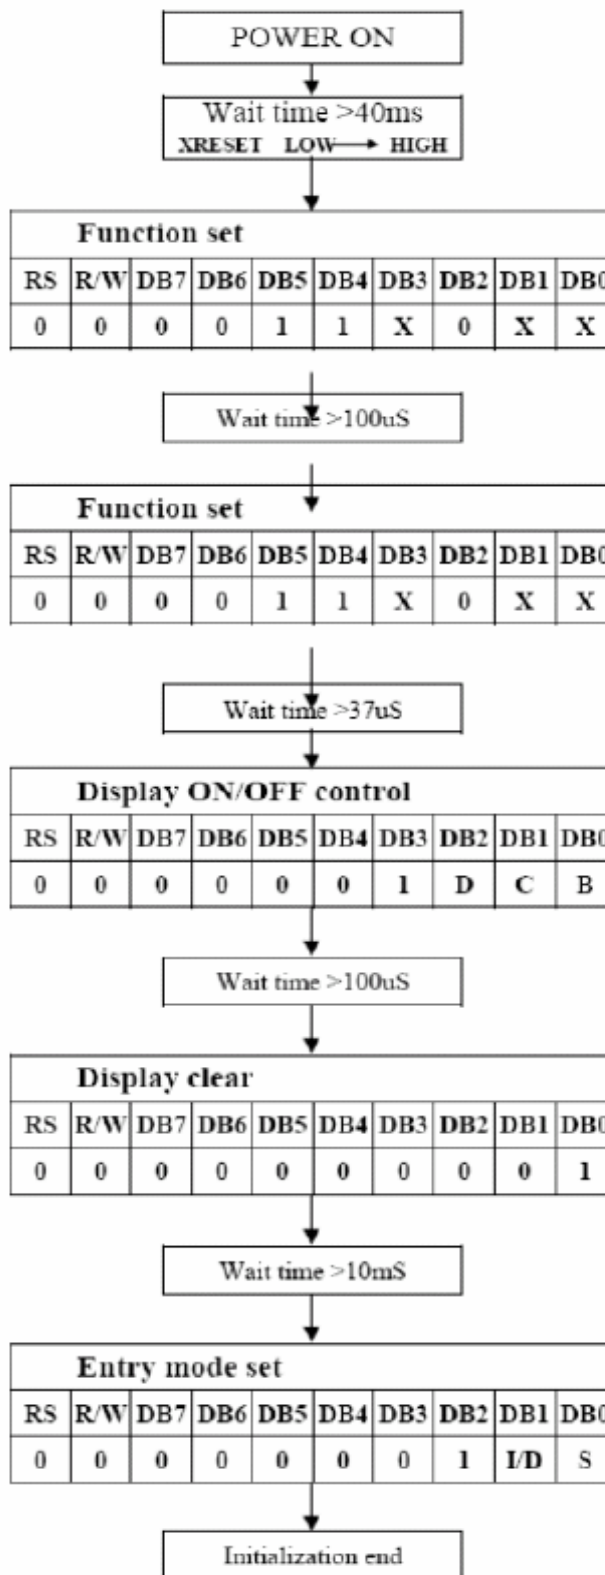 POWER ON
Wait time >40ms
XRESET LOW → HIGH
Function set
RS R/W DB7 DB6 DB5 DB4 DB3 DB2 DB1 DB0
0 0 0 0 1 1 X 0 X X
Wait time >100uS
Function set
RS R/W DB7 DB6 DB5 DB4 DB3 DB2 DB1 DB0
0 0 0 0 1 1 X 0 X X
Wait time >37uS
Display ON/OFF control
RS R/W DB7 DB6 DB5 DB4 DB3 DB2 DB1 DB0
0 0 0 0 0 0 1 D C B
Wait time >100uS
Display clear
RS R/W DB7 DB6 DB5 DB4 DB3 DB2 DB1 DB0
0 0 0 0 0 0 0 0 0 1
Wait time >10mS
Entry mode set
RS R/W DB7 DB6 DB5 DB4 DB3 DB2 DB1 DB0
0 0 0 0 0 0 0 1 I/D S
Initialization end